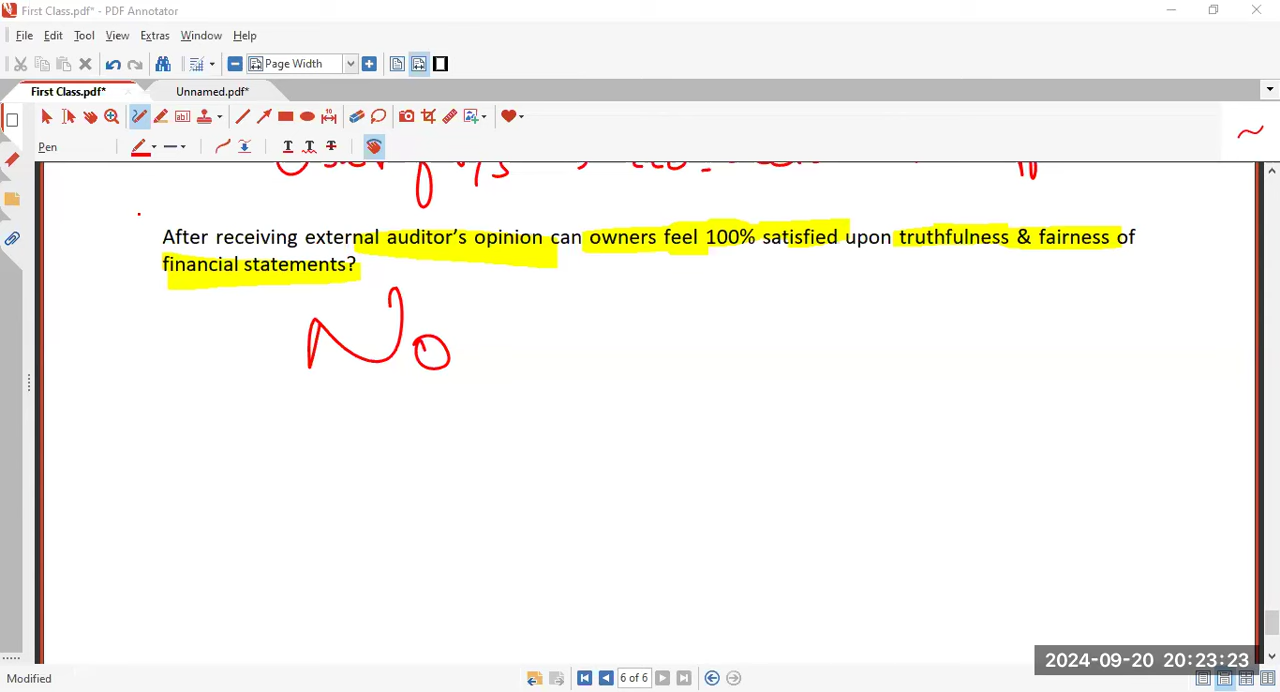 First Class.pdf* - PDF Annotator
File Edit Tool View Extras Window Help
Page Width
First Class.pdf* Unnamed.pdf*
Pen
After receiving external auditor's opinion can owners feel 100% satisfied upon truthfulness & fairness of
financial statements?
No
2024-09-20 20:23:23
Modified
6 of 6